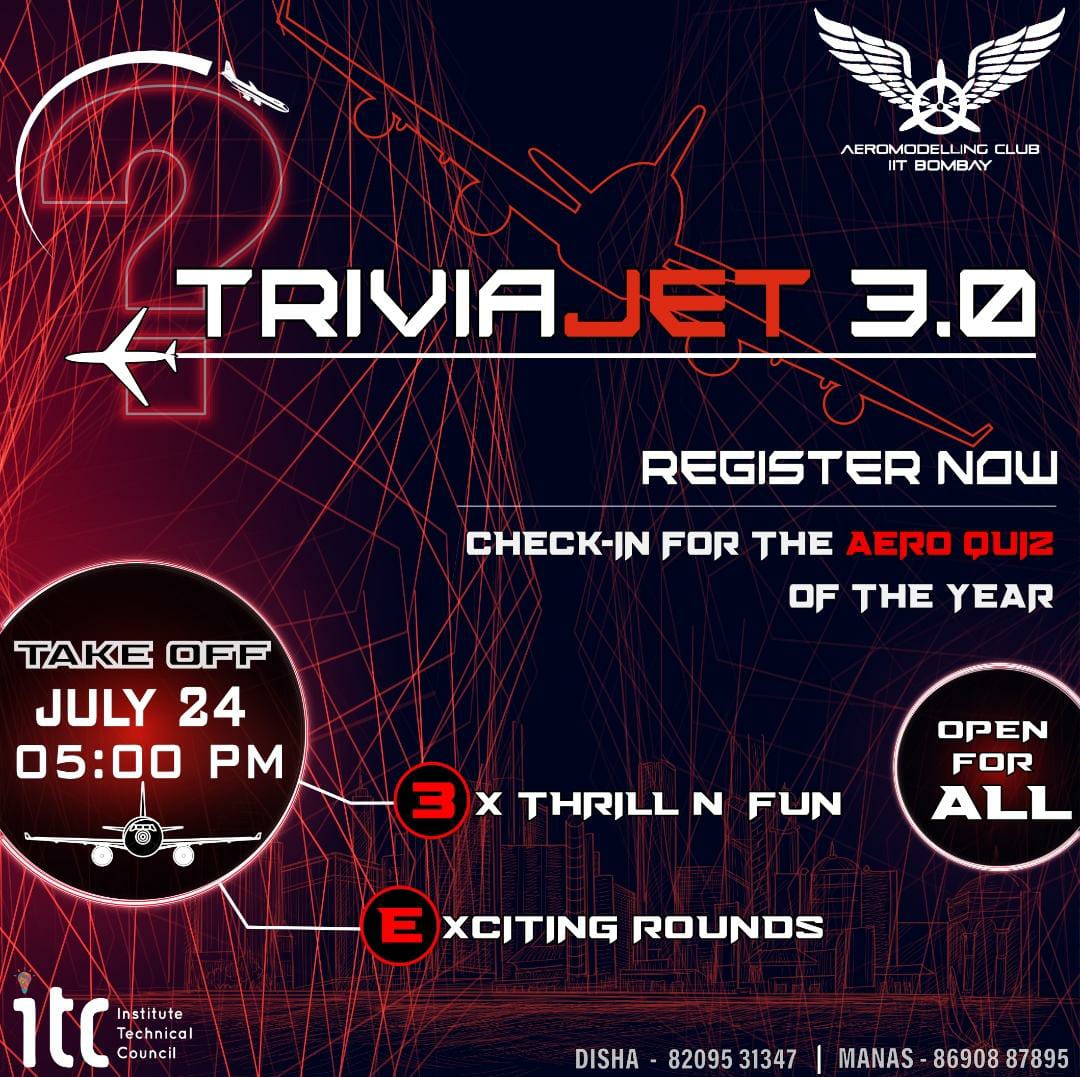 AEROMODELLING CLUB
IIT BOMBAY
?
TRIVIAJET 3.0
REGISTER NOW
CHECK-IN FOR THE AERO QUIZ
OF THE YEAR
TAKE OFF
JULY 24
05:00 PM
OPEN
FOR
ALL
3X THRILL N FUN
EXCITING ROUNDS
itc
Institute
Technical
Council
DISHA - 82095 31347 | MANAS - 86908 87895